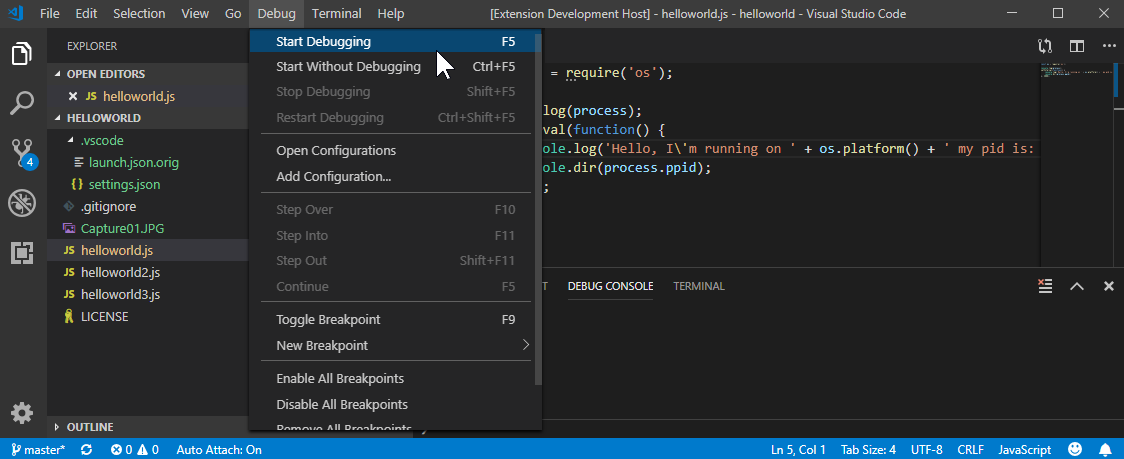 File Edit Selection View Go Debug Terminal Help [Extension Development Host] - helloworld.js - helloworld - Visual Studio Code
EXPLORER
OPEN EDITORS
JS helloworld.js
HELLOWORLD
.vscode
launch.json.orig
{} settings.json
.gitignore
Capture01.JPG
JS helloworld.js
JS helloworld2.js
JS helloworld3.js
LICENSE
OUTLINE
4
Start Debugging F5
Start Without Debugging Ctrl+F5
Stop Debugging Shift+F5
Restart Debugging Ctrl+Shift+F5
Open Configurations
Add Configuration...
Step Over F10
Step Into F11
Step Out Shift+F11
Continue F5
Toggle Breakpoint F9
New Breakpoint
Enable All Breakpoints
Disable All Breakpoints
Remove All Breakpoints
= require('os');
log(process);
val(function() {
ole.log('Hello, I\'m running on ' + os.platform() + ' my pid is:
ole.dir(process.ppid);
;
T DEBUG CONSOLE TERMINAL
master* 0 0 Auto Attach: On Ln 5, Col 1 Tab Size: 4 UTF-8 CRLF JavaScript